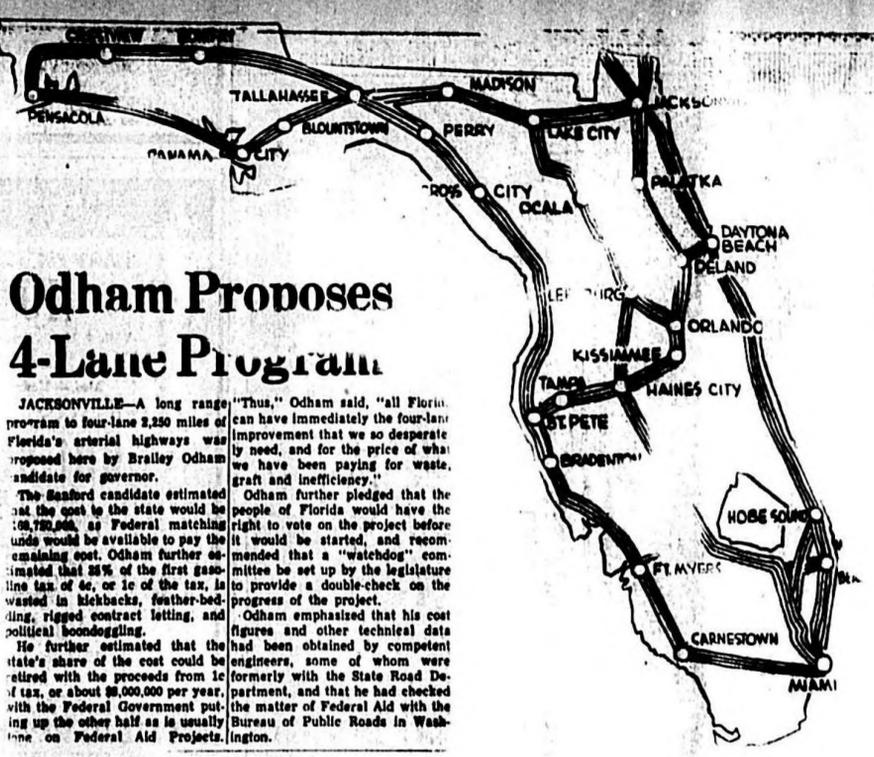 CRESTVIEW BONIFAY
PENSACOLA
TALLAHASSEE
MADISON
BLOUNTSTOWN
PANAMA CITY
PERRY
LAKE CITY
CROSS CITY
OCALA
PALATKA
DAYTONA
BEACH
DELAND
LEESBURG
ORLANDO
KISSIMMEE
TAMPA
HAINES CITY
ST. PETE
BRADENTON
HOBE SOUND
FT. MYERS
CARNESTOWN
MIAMI
Odham Proposes
4-Lane Program
JACKSONVILLE—A long range
program to four-lane 2,250 miles of
Florida's arterial highways was
proposed here by Brailey Odham
candidate for governor.
The Sanford candidate estimated
that the cost to the state would be
as Federal matching
funds would be available to pay the
remaining cost. Odham further es-
timated that 25% of the first gaso-
line tax of 4c, or 1c of the tax, is
wasted in kickbacks, feather-bed-
ding, rigged contract letting, and
political boondoggling.
He further estimated that the
state's share of the cost could be
retired with the proceeds from 1c
of tax, or about $8,000,000 per year,
with the Federal Government put-
ing up the other half as is usually
done on Federal Aid Projects.
"Thus," Odham said, "all Florida
can have immediately the four-lane
improvement that we so desperate
ly need, and for the price of what
we have been paying for waste,
graft and inefficiency."
Odham further pledged that the
people of Florida would have the
right to vote on the project before
it would be started, and recom-
mended that a "watchdog" com-
mittee be set up by the legislature
to provide a double-check on the
progress of the project.
Odham emphasized that his cost
figures and other technical data
had been obtained by competent
engineers, some of whom were
formerly with the State Road De-
partment, and that he had checked
the matter of Federal Aid with the
Bureau of Public Roads in Wash-
ington.